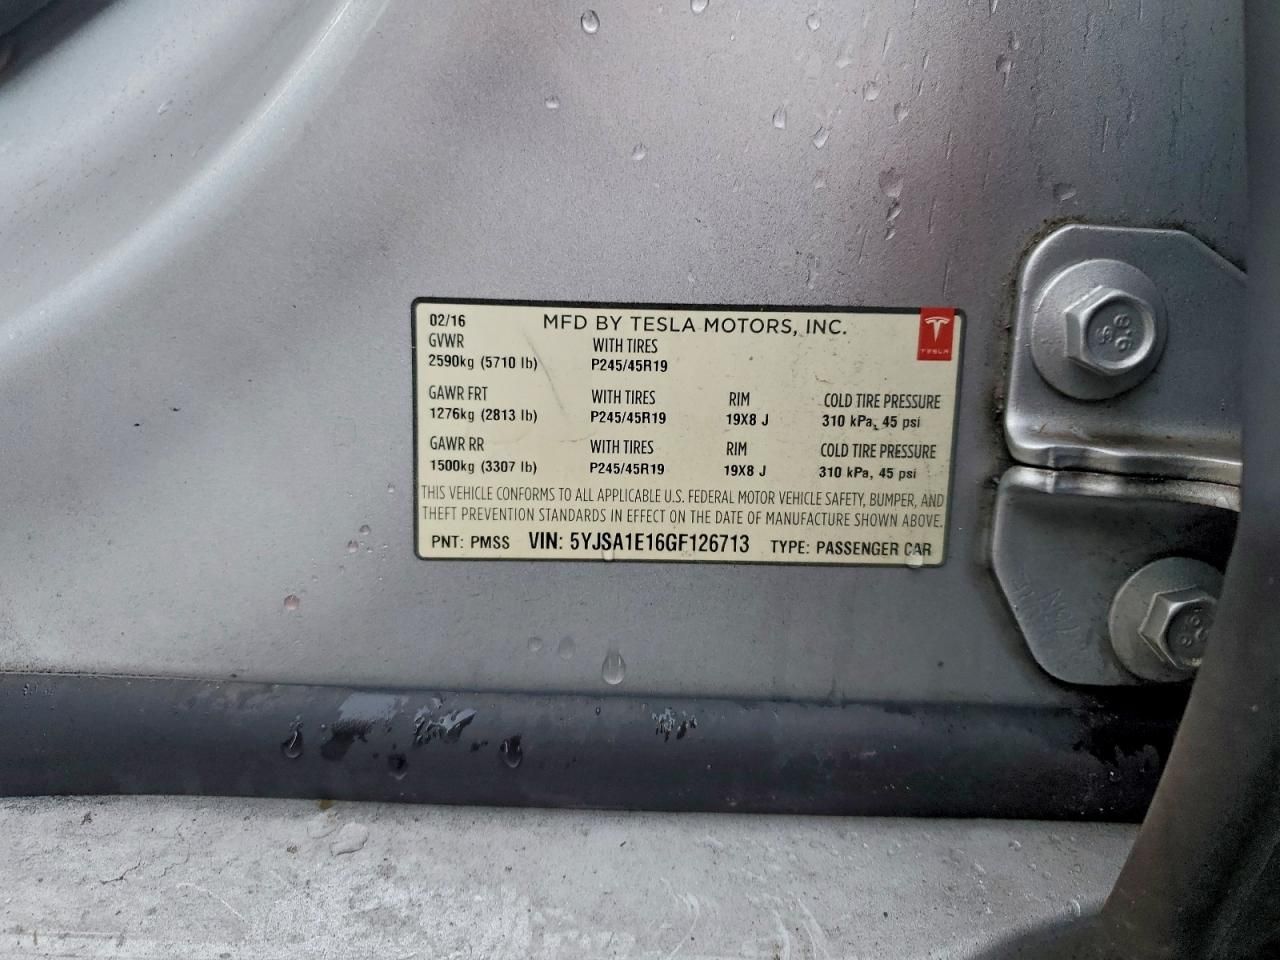 02/16 MFD BY TESLA MOTORS, INC.
TESLA
GVWR WITH TIRES
2590kg (5710 lb) P245/45R19
GAWR FRT WITH TIRES RIM COLD TIRE PRESSURE
1276kg (2813 lb) P245/45R19 19X8 J 310 kPa, 45 psi
GAWR RR WITH TIRES RIM COLD TIRE PRESSURE
1500kg (3307 lb) P245/45R19 19X8 J 310 kPa, 45 psi
THIS VEHICLE CONFORMS TO ALL APPLICABLE U.S. FEDERAL MOTOR VEHICLE SAFETY, BUMPER, AND
THEFT PREVENTION STANDARDS IN EFFECT ON THE DATE OF MANUFACTURE SHOWN ABOVE.
PNT: PMSS VIN: 5YJSA1E16GF126713 TYPE: PASSENGER CAR